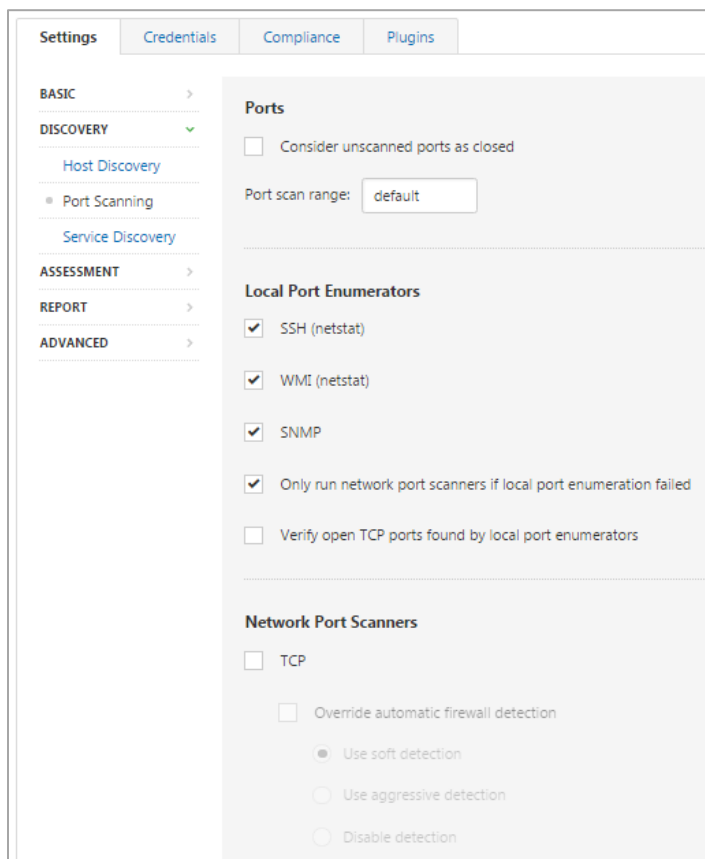 Settings
Credentials
Compliance
Plugins
BASIC
DISCOVERY
Host Discovery
Port Scanning
Service Discovery
ASSESSMENT
REPORT
ADVANCED
Ports
Consider unscanned ports as closed
Port scan range: default
Local Port Enumerators
SSH (netstat)
WMI (netstat)
SNMP
Only run network port scanners if local port enumeration failed
Verify open TCP ports found by local port enumerators
Network Port Scanners
TCP
Override automatic firewall detection
Use soft detection
Use aggressive detection
Disable detection